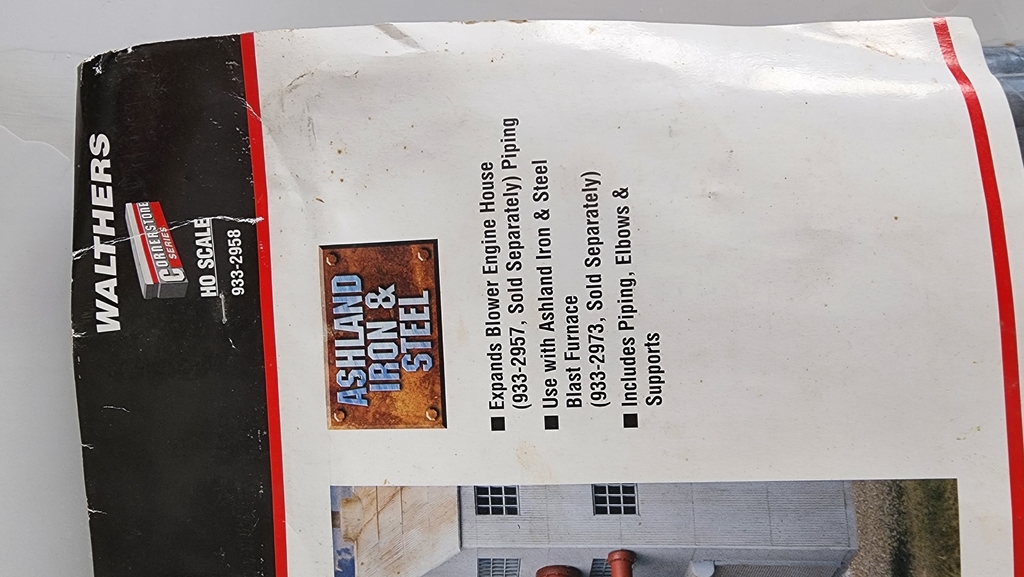 WALTHERS
CORNERSTONE
SERIES
HO SCALE
933-2958
ASHLAND
IRON &
STEEL
■ Expands Blower Engine House
(933-2957, Sold Separately) Piping
■ Use with Ashland Iron & Steel
Blast Furnace
(933-2973, Sold Separately)
■ Includes Piping, Elbows &
Supports